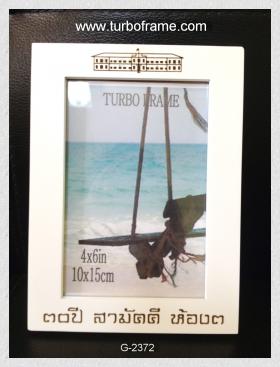 www.turboframe.com
TURBO FRAME
4x6in
10x15cm
๓๐ปี สามัคคี ห้อง๓
G-2372